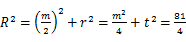 R² = (m/2)² + r² = m²/4 + t² = 81/4